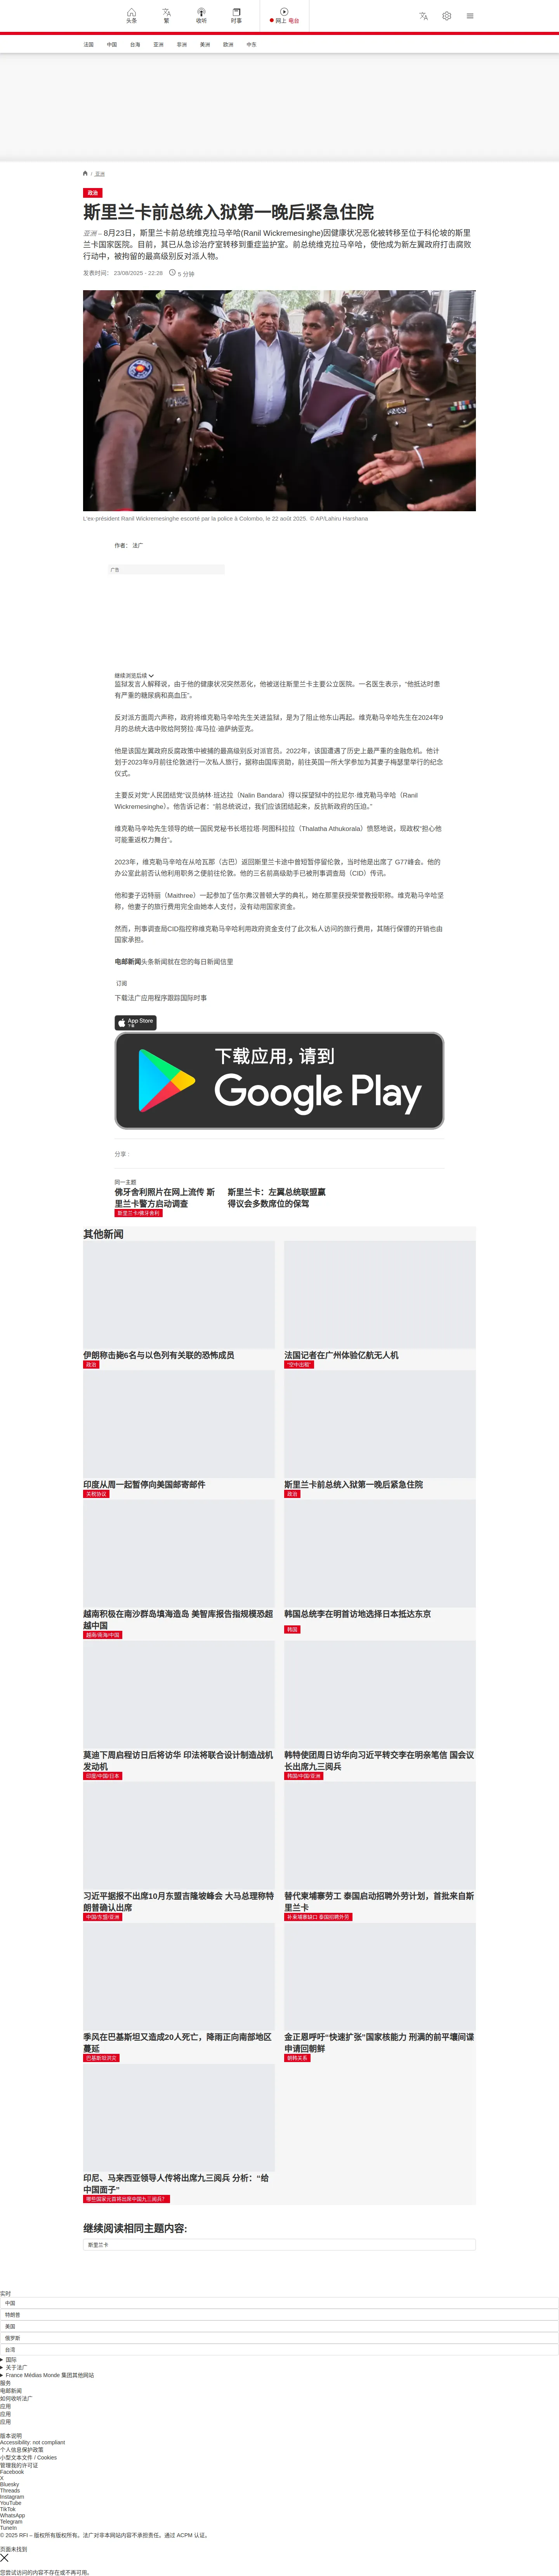 头条
繁
收听
时事
网上 电台
法国
中国
台海
亚洲
非洲
美洲
欧洲
中东
/ 亚洲
政治
斯里兰卡前总统入狱第一晚后紧急住院
亚洲 – 8月23日，斯里兰卡前总统维克拉马辛哈(Ranil Wickremesinghe)因健康状况恶化被转移至位于科伦坡的斯里
兰卡国家医院。目前，其已从急诊治疗室转移到重症监护室。前总统维克拉马辛哈，使他成为新左翼政府打击腐败
行动中，被拘留的最高级别反对派人物。
发表时间： 23/08/2025 - 22:28
5 分钟
L'ex-président Ranil Wickremesinghe escorté par la police à Colombo, le 22 août 2025. © AP/Lahiru Harshana
作者： 法广
广告
继续浏览后续
监狱发言人解释说，由于他的健康状况突然恶化，他被送往斯里兰卡主要公立医院。一名医生表示，“他抵达时患
有严重的糖尿病和高血压”。
反对派方面周六声称，政府将维克勒马辛哈先生关进监狱，是为了阻止他东山再起。维克勒马辛哈先生在2024年9
月的总统大选中败给阿努拉·库马拉·迪萨纳亚克。
他是该国左翼政府反腐政策中被捕的最高级别反对派官员。2022年，该国遭遇了历史上最严重的金融危机。他计
划于2023年9月前往伦敦进行一次私人旅行，据称由国库资助，前往英国一所大学参加为其妻子梅瑟里举行的纪念
仪式。
主要反对党“人民团结党”议员纳林·班达拉（Nalin Bandara）得以探望狱中的拉尼尔·维克勒马辛哈（Ranil
Wickremesinghe）。他告诉记者：“前总统说过，我们应该团结起来，反抗新政府的压迫。”
维克勒马辛哈先生领导的统一国民党秘书长塔拉塔·阿图科拉拉（Thalatha Athukorala）愤怒地说，现政权“担心他
可能重返权力舞台”。
2023年，维克勒马辛哈在从哈瓦那（古巴）返回斯里兰卡途中曾短暂停留伦敦，当时他是出席了 G77峰会。他的
办公室此前否认他利用职务之便前往伦敦。他的三名前高级助手已被刑事调查局（CID）传讯。
他和妻子迈特丽（Maithree）一起参加了伍尔弗汉普顿大学的典礼，她在那里获授荣誉教授职称。维克勒马辛哈坚
称，他妻子的旅行费用完全由她本人支付，没有动用国家资金。
然而，刑事调查局CID指控称维克勒马辛哈利用政府资金支付了此次私人访问的旅行费用，其随行保镖的开销也由
国家承担。
电邮新闻头条新闻就在您的每日新闻信里
订阅
下载法广应用程序跟踪国际时事
App Store
下载
下载应用，请到
Google Play
分享 :
同一主题
佛牙舍利照片在网上流传 斯
里兰卡警方启动调查
斯里兰卡/佛牙舍利
斯里兰卡：左翼总统联盟赢
得议会多数席位的保驾
其他新闻
伊朗称击毙6名与以色列有关联的恐怖成员
政治
法国记者在广州体验亿航无人机
“空中出租”
印度从周一起暂停向美国邮寄邮件
关税协议
斯里兰卡前总统入狱第一晚后紧急住院
政治
越南积极在南沙群岛填海造岛 美智库报告指规模恐超
越中国
越南/南海/中国
韩国总统李在明首访地选择日本抵达东京
韩国
莫迪下周启程访日后将访华 印法将联合设计制造战机
发动机
印度/中国/日本
韩特使团周日访华向习近平转交李在明亲笔信 国会议
长出席九三阅兵
韩国/中国/亚洲
习近平据报不出席10月东盟吉隆坡峰会 大马总理称特
朗普确认出席
中国/东盟/亚洲
替代柬埔寨劳工 泰国启动招聘外劳计划，首批来自斯
里兰卡
补柬埔寨缺口 泰国招聘外劳
季风在巴基斯坦又造成20人死亡，降雨正向南部地区
蔓延
巴基斯坦洪灾
金正恩呼吁“快速扩张”国家核能力 刑满的前平壤间谍
申请回朝鲜
朝韩关系
印尼、马来西亚领导人传将出席九三阅兵 分析：“给
中国面子”
哪些国家元首将出席中国九三阅兵?
继续阅读相同主题内容:
斯里兰卡
实时
中国
特朗普
美国
俄罗斯
台湾
国际
关于法广
France Médias Monde 集团其他网站
服务
电邮新闻
如何收听法广
应用
应用
应用
版本说明
Accessibility: not compliant
个人信息保护政策
小型文本文件 / Cookies
管理我的许可证
Facebook
X
Bluesky
Threads
Instagram
YouTube
TikTok
WhatsApp
Telegram
TuneIn
© 2025 RFI – 版权所有版权所有。法广对非本网站内容不承担责任。通过 ACPM 认证。
页面未找到
您尝试访问的内容不存在或不再可用。